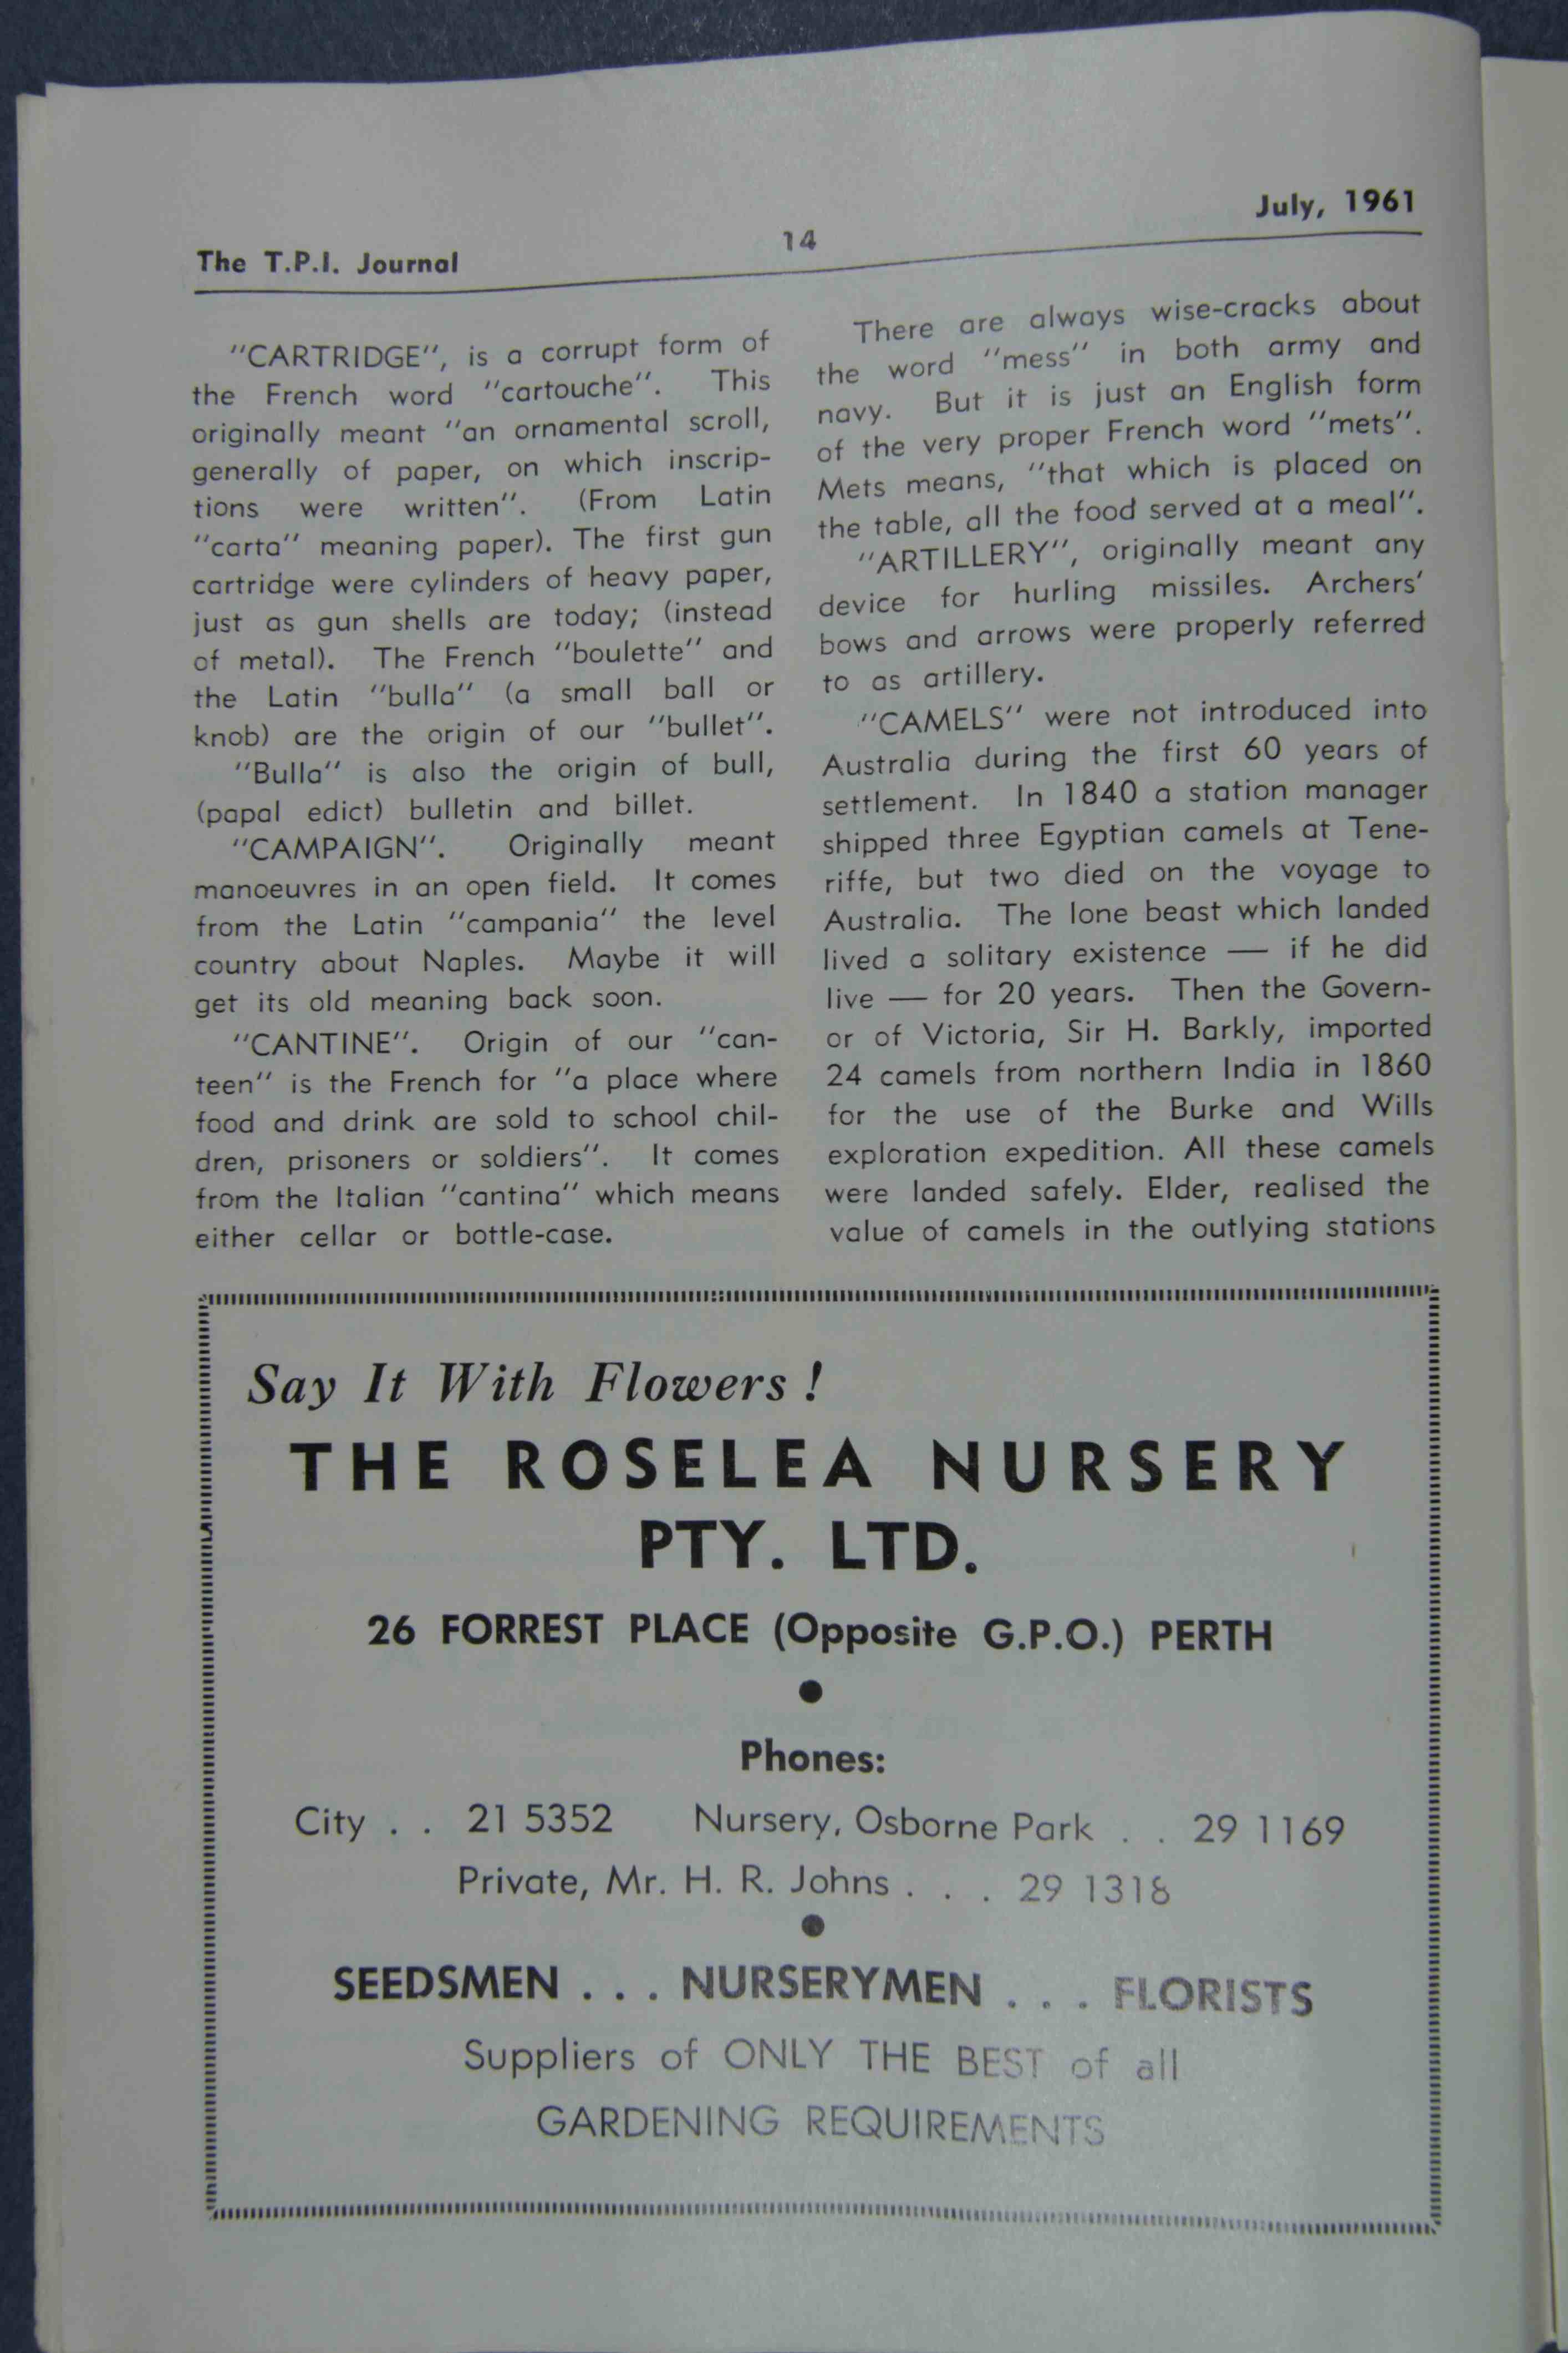 The T.P.I. Journal
14
July, 1961
"CARTRIDGE", is a corrupt form of
the French word "cartouche". This
originally meant "an ornamental scroll,
generally of paper, on which inscrip-
tions were written". (From Latin
"carta" meaning paper). The first gun
cartridge were cylinders of heavy paper,
just as gun shells are today; (instead
of metal). The French "boulette" and
the Latin "bulla" (a small ball or
knob) are the origin of our "bullet".
"Bulla" is also the origin of bull,
(papal edict) bulletin and billet.
"CAMPAIGN". Originally meant
manoeuvres in an open field. It comes
from the Latin "campania" the level
country about Naples. Maybe it will
get its old meaning back soon.
"CANTINE". Origin of our "can-
teen" is the French for "a place where
food and drink are sold to school chil-
dren, prisoners or soldiers". It comes
from the Italian "cantina" which means
either cellar or bottle-case.
There are always wise-cracks about
the word "mess" in both army and
navy. But it is just an English form
of the very proper French word "mets".
Mets means, "that which is placed on
the table, all the food served at a meal".
"ARTILLERY", originally meant any
device for hurling missiles. Archers'
bows and arrows were properly referred
to as artillery.
"CAMELS" were not introduced into
Australia during the first 60 years of
settlement. In 1840 a station manager
shipped three Egyptian camels at Tene-
riffe, but two died on the voyage to
Australia. The lone beast which landed
lived a solitary existence — if he did
live — for 20 years. Then the Govern-
or of Victoria, Sir H. Barkly, imported
24 camels from northern India in 1860
for the use of the Burke and Wills
exploration expedition. All these camels
were landed safely. Elder, realised the
value of camels in the outlying stations
Say It With Flowers !
THE ROSELEA NURSERY
PTY. LTD.
26 FORREST PLACE (Opposite G.P.O.) PERTH
Phones:
City . . 21 5352 Nursery, Osborne Park . . 29 1169
Private, Mr. H. R. Johns . . . 29 1318
SEEDSMEN . . . NURSERYMEN . . . FLORISTS
Suppliers of ONLY THE BEST of all
GARDENING REQUIREMENTS